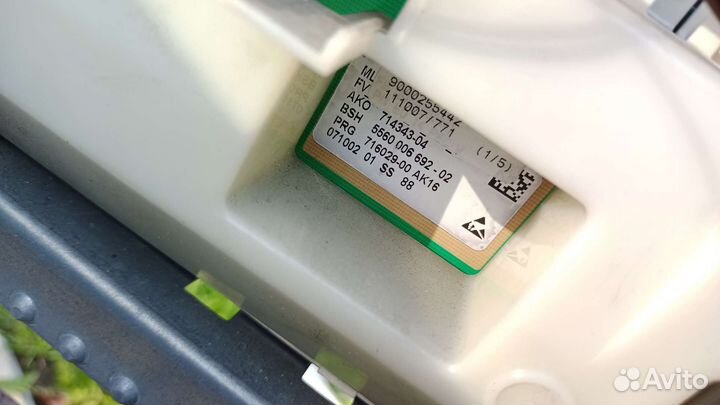 ML 9000255442
FV 111007/771 (1/5)
AKO 714343-04 -
BSH 5560 006 692-02
PRG 716029-00 AK16
071002 01 SS 88
Avito